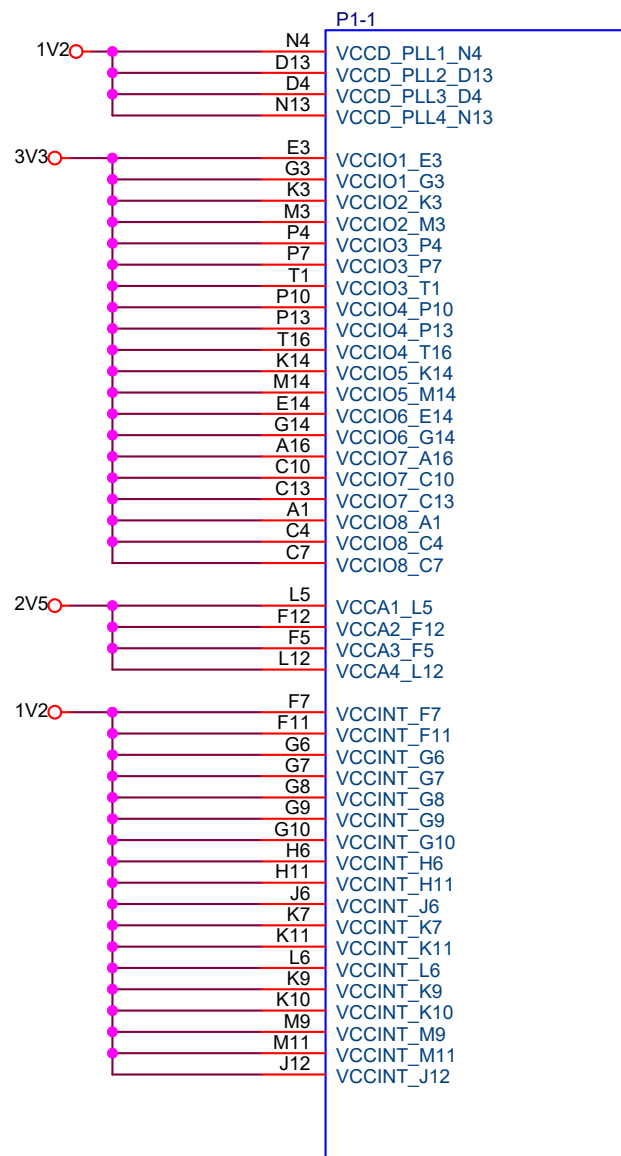 P1-1
1V2 N4 VCCD_PLL1_N4
D13 VCCD_PLL2_D13
D4 VCCD_PLL3_D4
N13 VCCD_PLL4_N13
3V3 E3 VCCIO1_E3
G3 VCCIO1_G3
K3 VCCIO2_K3
M3 VCCIO2_M3
P4 VCCIO3_P4
P7 VCCIO3_P7
T1 VCCIO3_T1
P10 VCCIO4_P10
P13 VCCIO4_P13
T16 VCCIO4_T16
K14 VCCIO5_K14
M14 VCCIO5_M14
E14 VCCIO6_E14
G14 VCCIO6_G14
A16 VCCIO7_A16
C10 VCCIO7_C10
C13 VCCIO7_C13
A1 VCCIO8_A1
C4 VCCIO8_C4
C7 VCCIO8_C7
2V5 L5 VCCA1_L5
F12 VCCA2_F12
F5 VCCA3_F5
L12 VCCA4_L12
1V2 F7 VCCINT_F7
F11 VCCINT_F11
G6 VCCINT_G6
G7 VCCINT_G7
G8 VCCINT_G8
G9 VCCINT_G9
G10 VCCINT_G10
H6 VCCINT_H6
H11 VCCINT_H11
J6 VCCINT_J6
K7 VCCINT_K7
K11 VCCINT_K11
L6 VCCINT_L6
K9 VCCINT_K9
K10 VCCINT_K10
M9 VCCINT_M9
M11 VCCINT_M11
J12 VCCINT_J12